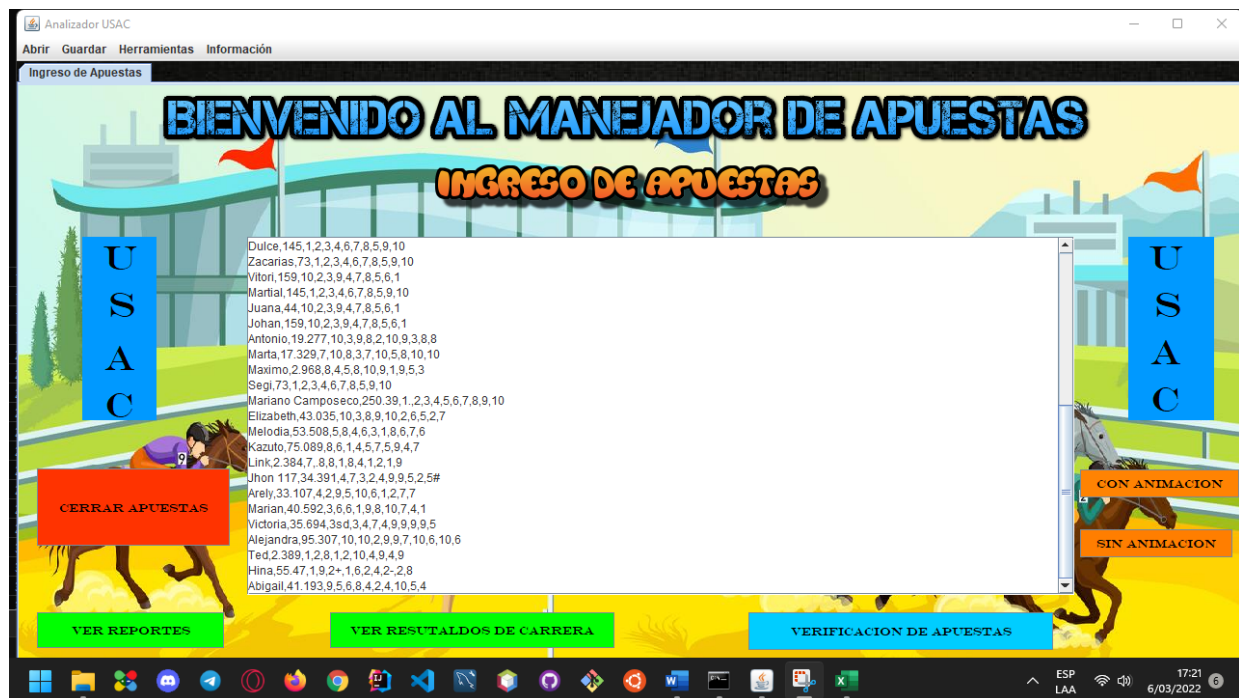 Analizador USAC
Abrir Guardar Herramientas Información
Ingreso de Apuestas
BIENVENIDO AL MANEJADOR DE APUESTAS
INGRESO DE APUESTAS
U
S
A
C
Dulce,145,1,2,3,4,6,7,8,5,9,10
Zacarias,73,1,2,3,4,6,7,8,5,9,10
Vitori,159,10,2,3,9,4,7,8,5,6,1
Martial,145,1,2,3,4,6,7,8,5,9,10
Juana,44,10,2,3,9,4,7,8,5,6,1
Johan,159,10,2,3,9,4,7,8,5,6,1
Antonio,19.277,10,3,9,8,2,10,9,3,8,8
Marta,17.329,7,10,8,3,7,10,5,8,10,10
Maximo,2.968,8,4,5,8,10,9,1,9,5,3
Segi,73,1,2,3,4,6,7,8,5,9,10
Mariano Camposeco,250.39,1.,2,3,4,5,6,7,8,9,10
Elizabeth,43.035,10,3,8,9,10,2,6,5,2,7
Melodia,53.508,5,8,4,6,3,1,8,6,7,6
Kazuto,75.089,8,6,1,4,5,7,5,9,4,7
Link,2.384,7,.8,8,1,8,4,1,2,1,9
Jhon 117,34.391,4,7,3,2,4,9,9,5,2,5#
Arely,33.107,4,2,9,5,10,6,1,2,7,7
Marian,40.592,3,6,6,1,9,8,10,7,4,1
Victoria,35.694,3sd,3,4,7,4,9,9,9,9,5
Alejandra,95.307,10,10,2,9,9,7,10,6,10,6
Ted,2.389,1,2,8,1,2,10,4,9,4,9
Hina,55.47,1,9,2+,1,6,2,4,2-,2,8
Abigail,41.193,9,5,6,8,4,2,4,10,5,4
U
S
A
C
9
2
CERRAR APUESTAS
CON ANIMACION
SIN ANIMACION
VER REPORTES
VER RESUTALDOS DE CARRERA
VERIFICACION DE APUESTAS
ESP
LAA
17:21
6/03/2022
6